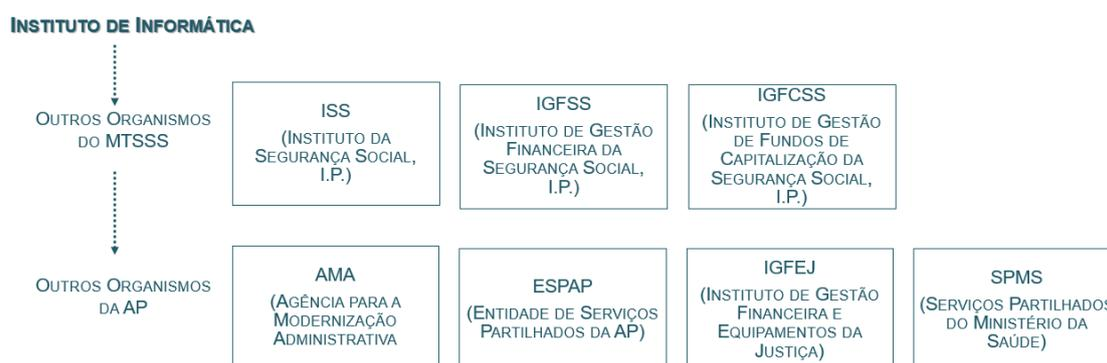 INSTITUTO DE INFORMÁTICA
OUTROS ORGANISMOS
DO MTSSS
ISS
(INSTITUTO DA
SEGURANÇA SOCIAL,
I.P.)
IGFSS
(INSTITUTO DE GESTÃO
FINANCEIRA DA
SEGURANÇA SOCIAL,
I.P.)
IGFCSS
(INSTITUTO DE GESTÃO
DE FUNDOS DE
CAPITALIZAÇÃO DA
SEGURANÇA SOCIAL,
I.P.)
OUTROS ORGANISMOS
DA AP
AMA
(AGÊNCIA PARA A
MODERNIZAÇÃO
ADMINISTRATIVA
ESPAP
(ENTIDADE DE SERVIÇOS
PARTILHADOS DA AP)
IGFEJ
(INSTITUTO DE GESTÃO
FINANCEIRA E
EQUIPAMENTOS DA
JUSTIÇA)
SPMS
(SERVIÇOS PARTILHADOS
DO MINISTÉRIO DA
SAÚDE)